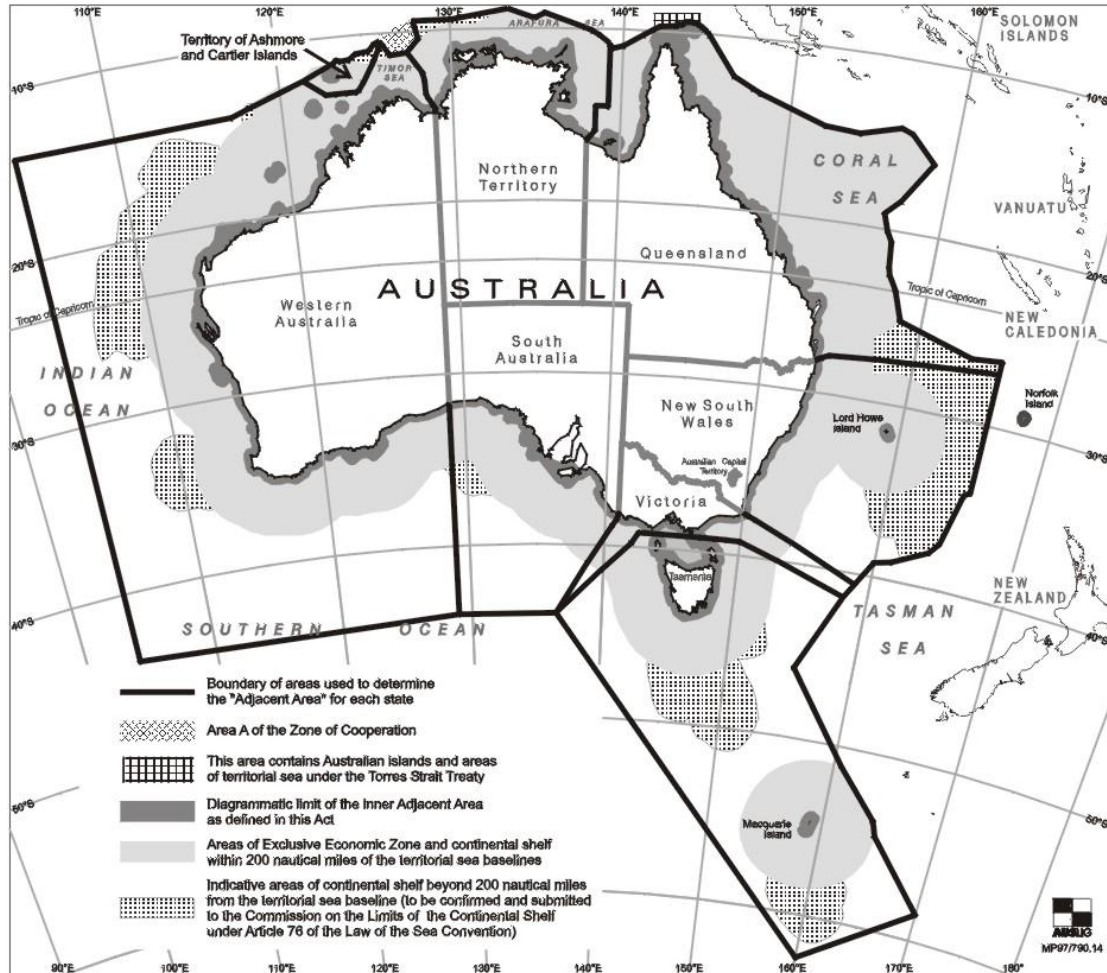 110°E
120°E
130°E
140°E
150°E
160°E
ARAFURA SEA
SOLOMON
ISLANDS
Territory of Ashmore
and Cartier Islands
TIMOR
SEA
10°S
10°S
Northern
Territory
CORAL
SEA
VANUATU
Queensland
20°S
20°S
AUSTRALIA
Tropic of Capricorn
Tropic of Capricorn
Western
Australia
NEW
CALEDONIA
South
Australia
INDIAN
OCEAN
Norfolk
Island
New South
Wales
Lord Howe
Island
30°S
30°S
Australian Capital
Territory
Victoria
Tasmania
NEW
ZEALAND
TASMAN
SEA
40°S
40°S
SOUTHERN OCEAN
Boundary of areas used to determine
the "Adjacent Area" for each state
Area A of the Zone of Cooperation
This area contains Australian islands and areas
of territorial sea under the Torres Strait Treaty
Diagrammatic limit of the Inner Adjacent Area
as defined in this Act
Areas of Exclusive Economic Zone and continental shelf
within 200 nautical miles of the territorial sea baselines
Indicative areas of continental shelf beyond 200 nautical miles
from the territorial sea baseline (to be confirmed and submitted
to the Commission on the Limits of the Continental Shelf
under Article 76 of the Law of the Sea Convention)
50°S
50°S
Macquarie
Island
MP97/790.14
90°E
100°E
110°E
120°E
130°E
140°E
150°E
160°E
170°E
180°